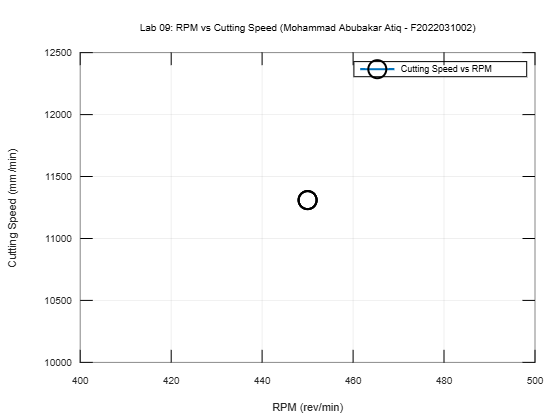 Lab 09: RPM vs Cutting Speed (Mohammad Abubakar Atiq - F2022031002)
12500
Cutting Speed vs RPM
12000
11500
11000
10500
10000
Cutting Speed (mm/min)
400 420 440 460 480 500
RPM (rev/min)